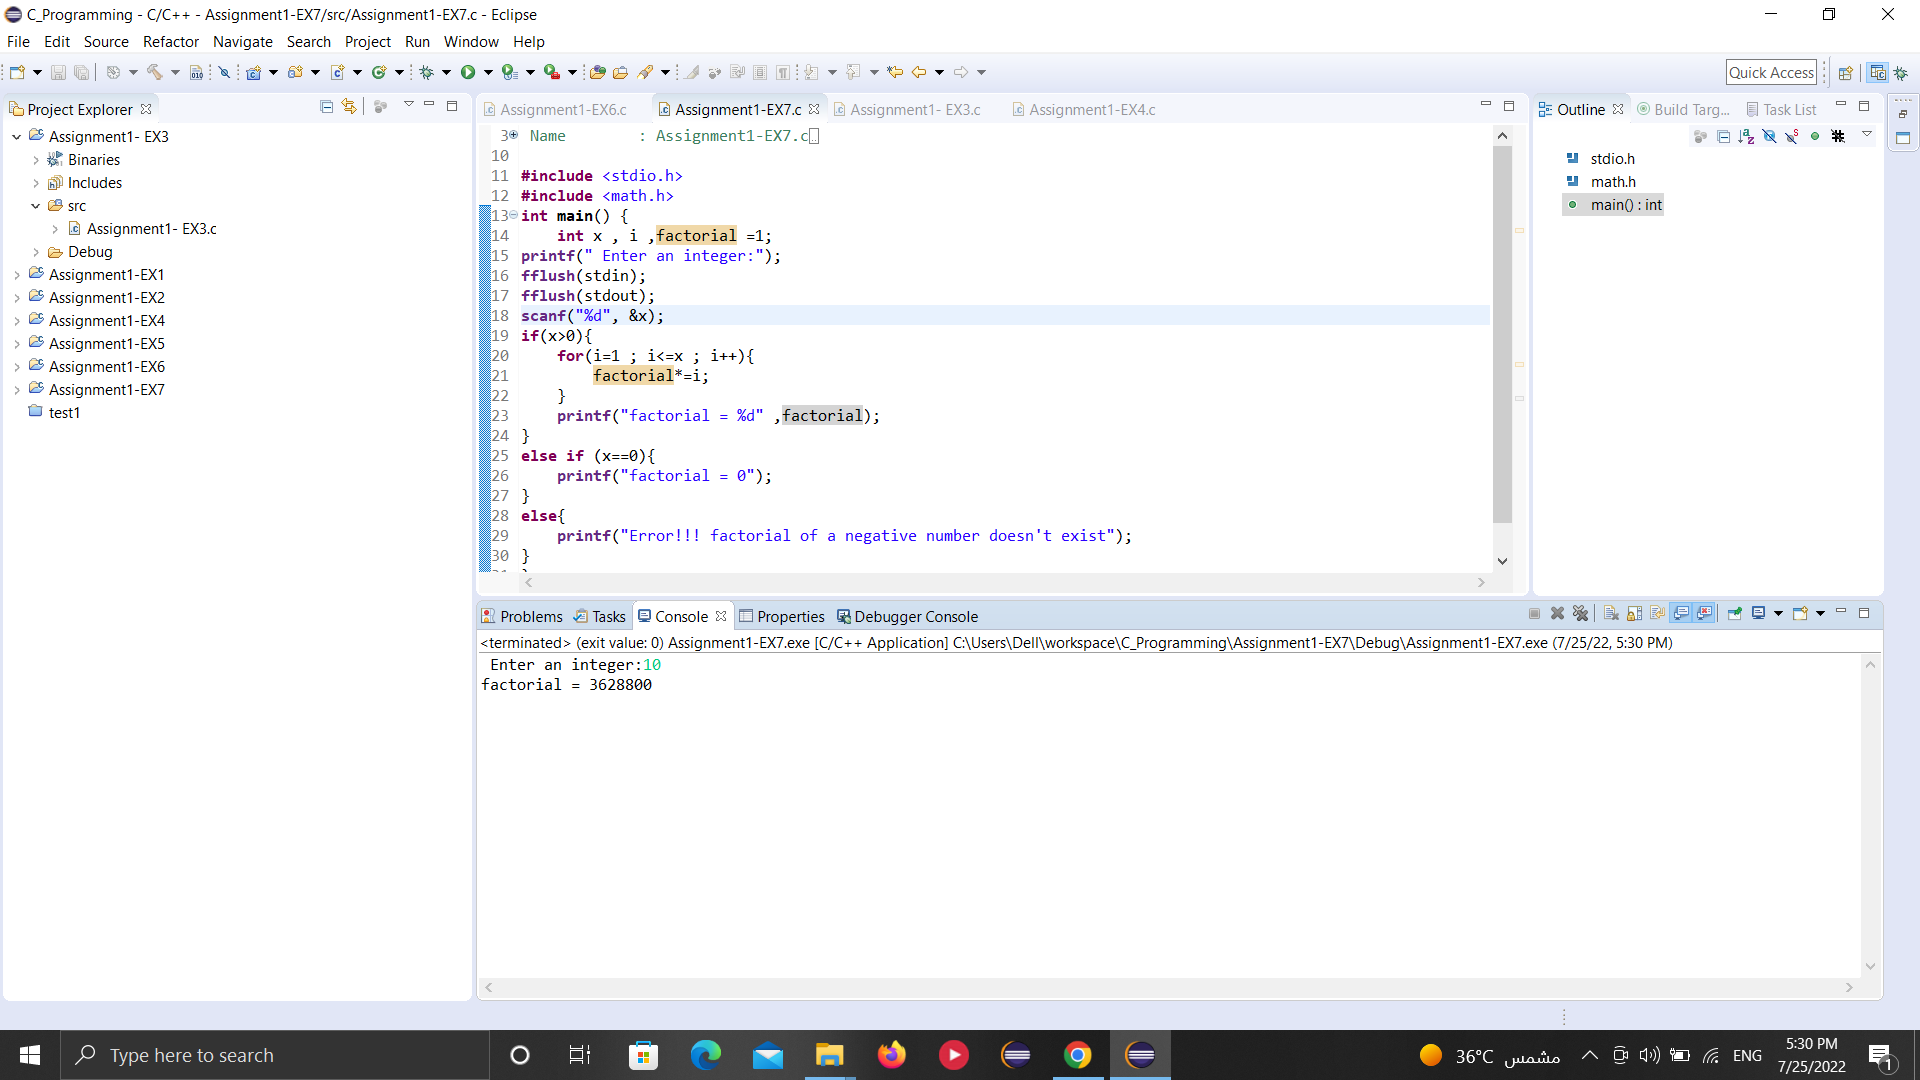 C_Programming - C/C++ - Assignment1-EX7/src/Assignment1-EX7.c - Eclipse
File Edit Source Refactor Navigate Search Project Run Window Help
Quick Access
Project Explorer
Assignment1- EX3
Binaries
Includes
src
Assignment1- EX3.c
Debug
Assignment1-EX1
Assignment1-EX2
Assignment1-EX4
Assignment1-EX5
Assignment1-EX6
Assignment1-EX7
test1
Assignment1-EX6.c Assignment1-EX7.c Assignment1- EX3.c Assignment1-EX4.c
3 Name : Assignment1-EX7.c
10
11 #include <stdio.h>
12 #include <math.h>
13 int main() {
14 int x , i ,factorial =1;
15 printf(" Enter an integer:");
16 fflush(stdin);
17 fflush(stdout);
18 scanf("%d", &x);
19 if(x>0){
20 for(i=1 ; i<=x ; i++){
21 factorial*=i;
22 }
23 printf("factorial = %d" ,factorial);
24 }
25 else if (x==0){
26 printf("factorial = 0");
27 }
28 else{
29 printf("Error!!! factorial of a negative number doesn't exist");
30 }
Outline Build Targ... Task List
stdio.h
math.h
main() : int
Problems Tasks Console Properties Debugger Console
<terminated> (exit value: 0) Assignment1-EX7.exe [C/C++ Application] C:\Users\Dell\workspace\C_Programming\Assignment1-EX7\Debug\Assignment1-EX7.exe (7/25/22, 5:30 PM)
Enter an integer:10
factorial = 3628800
Type here to search
36°C مشمس
ENG
5:30 PM
7/25/2022
1